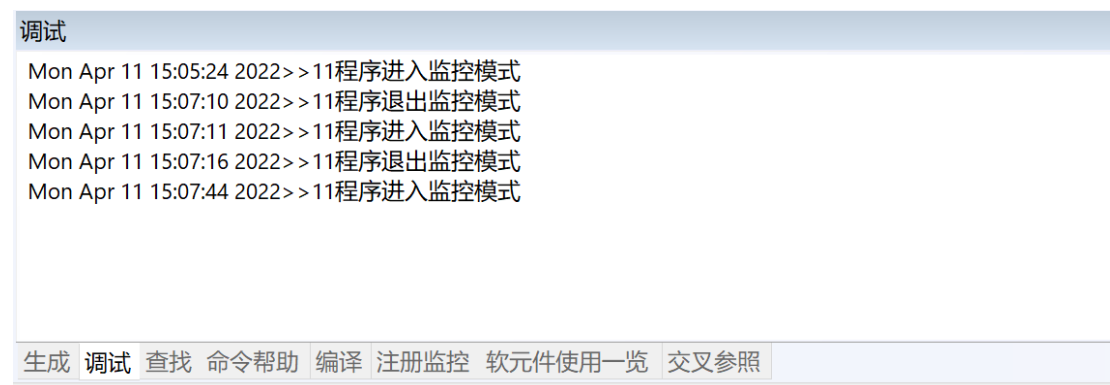 调试
Mon Apr 11 15:05:24 2022>>11程序进入监控模式
Mon Apr 11 15:07:10 2022>>11程序退出监控模式
Mon Apr 11 15:07:11 2022>>11程序进入监控模式
Mon Apr 11 15:07:16 2022>>11程序退出监控模式
Mon Apr 11 15:07:44 2022>>11程序进入监控模式
生成 调试 查找 命令帮助 编译 注册监控 软元件使用一览 交叉参照